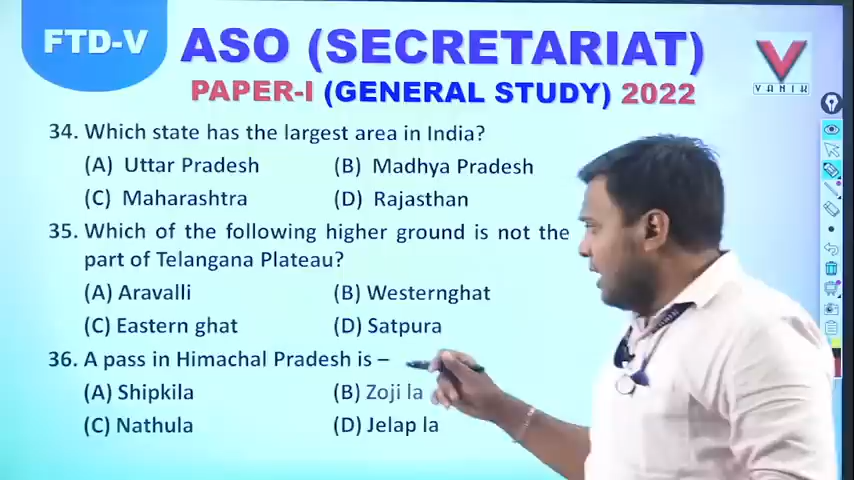 FTD-V
ASO (SECRETARIAT)
PAPER-I (GENERAL STUDY) 2022
VANIK
34. Which state has the largest area in India?
(A) Uttar Pradesh (B) Madhya Pradesh
(C) Maharashtra (D) Rajasthan
35. Which of the following higher ground is not the
part of Telangana Plateau?
(A) Aravalli (B) Westernghat
(C) Eastern ghat (D) Satpura
36. A pass in Himachal Pradesh is –
(A) Shipkila (B) Zoji la
(C) Nathula (D) Jelap la